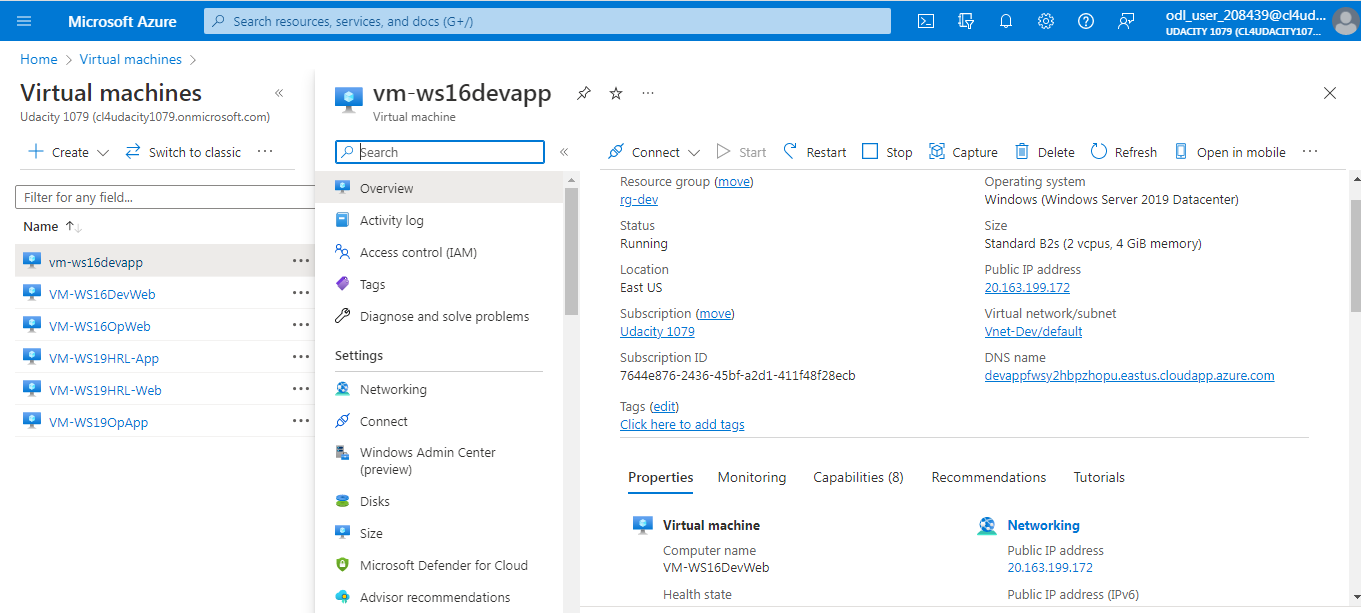 Microsoft Azure
Search resources, services, and docs (G+/)
odl_user_208439@cl4ud...
UDACITY 1079 (CL4UDACITY107...
Home > Virtual machines >
Virtual machines
Udacity 1079 (cl4udacity1079.onmicrosoft.com)
Create
Switch to classic
Filter for any field...
Name
vm-ws16devapp
VM-WS16DevWeb
VM-WS16OpWeb
VM-WS19HRL-App
VM-WS19HRL-Web
VM-WS19OpApp
vm-ws16devapp
Virtual machine
Search
Overview
Activity log
Access control (IAM)
Tags
Diagnose and solve problems
Settings
Networking
Connect
Windows Admin Center
(preview)
Disks
Size
Microsoft Defender for Cloud
Advisor recommendations
Connect
Start
Restart
Stop
Capture
Delete
Refresh
Open in mobile
Resource group (move)
rg-dev
Status
Running
Location
East US
Subscription (move)
Udacity 1079
Subscription ID
7644e876-2436-45bf-a2d1-411f48f28ecb
Tags (edit)
Click here to add tags
Operating system
Windows (Windows Server 2019 Datacenter)
Size
Standard B2s (2 vcpus, 4 GiB memory)
Public IP address
20.163.199.172
Virtual network/subnet
Vnet-Dev/default
DNS name
devappfwsy2hbpzhopu.eastus.cloudapp.azure.com
Properties
Monitoring
Capabilities (8)
Recommendations
Tutorials
Virtual machine
Computer name
VM-WS16DevWeb
Health state
Networking
Public IP address
20.163.199.172
Public IP address (IPv6)